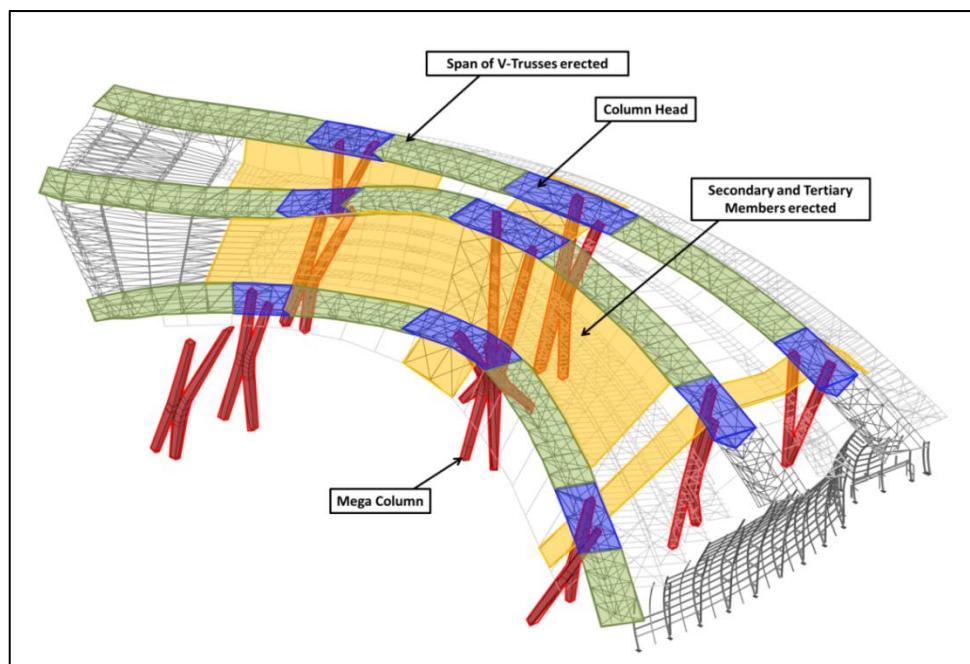 Span of V-Trusses erected
Column Head
Secondary and Tertiary
Members erected
Mega Column